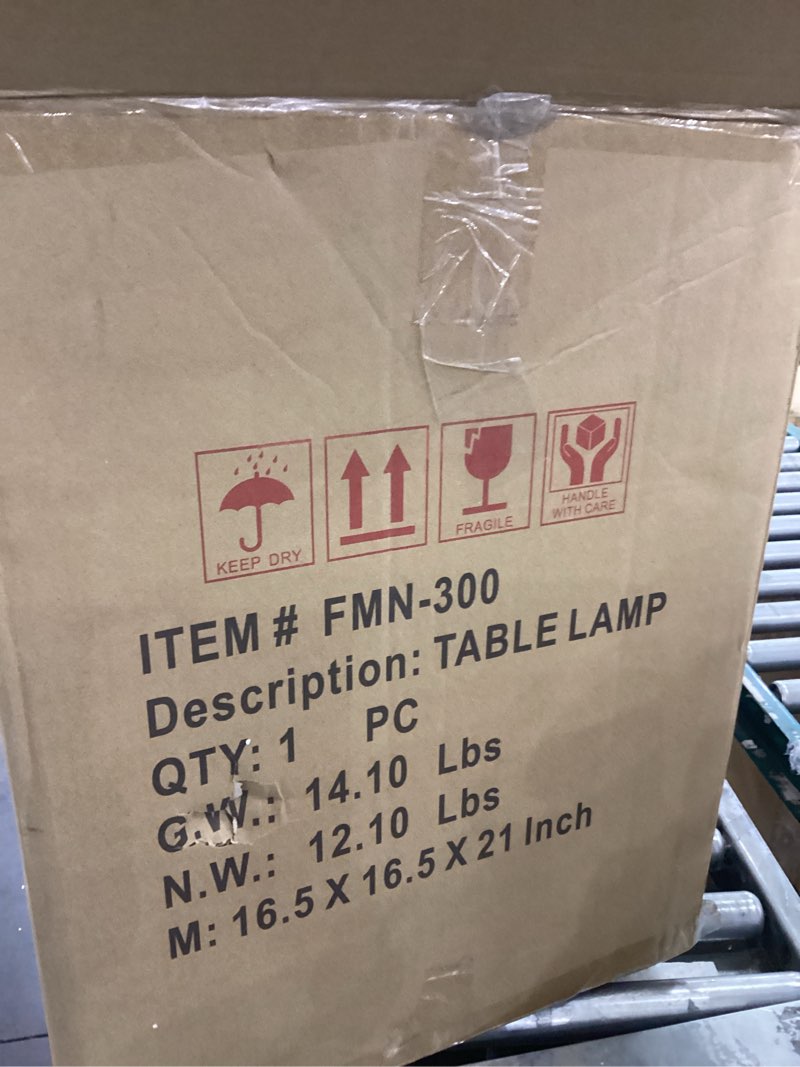 KEEP DRY
FRAGILE
HANDLE
WITH CARE
ITEM # FMN-300
Description: TABLE LAMP
QTY: 1 PC
G.W.: 14.10 Lbs
N.W.: 12.10 Lbs
M: 16.5 X 16.5 X 21 Inch